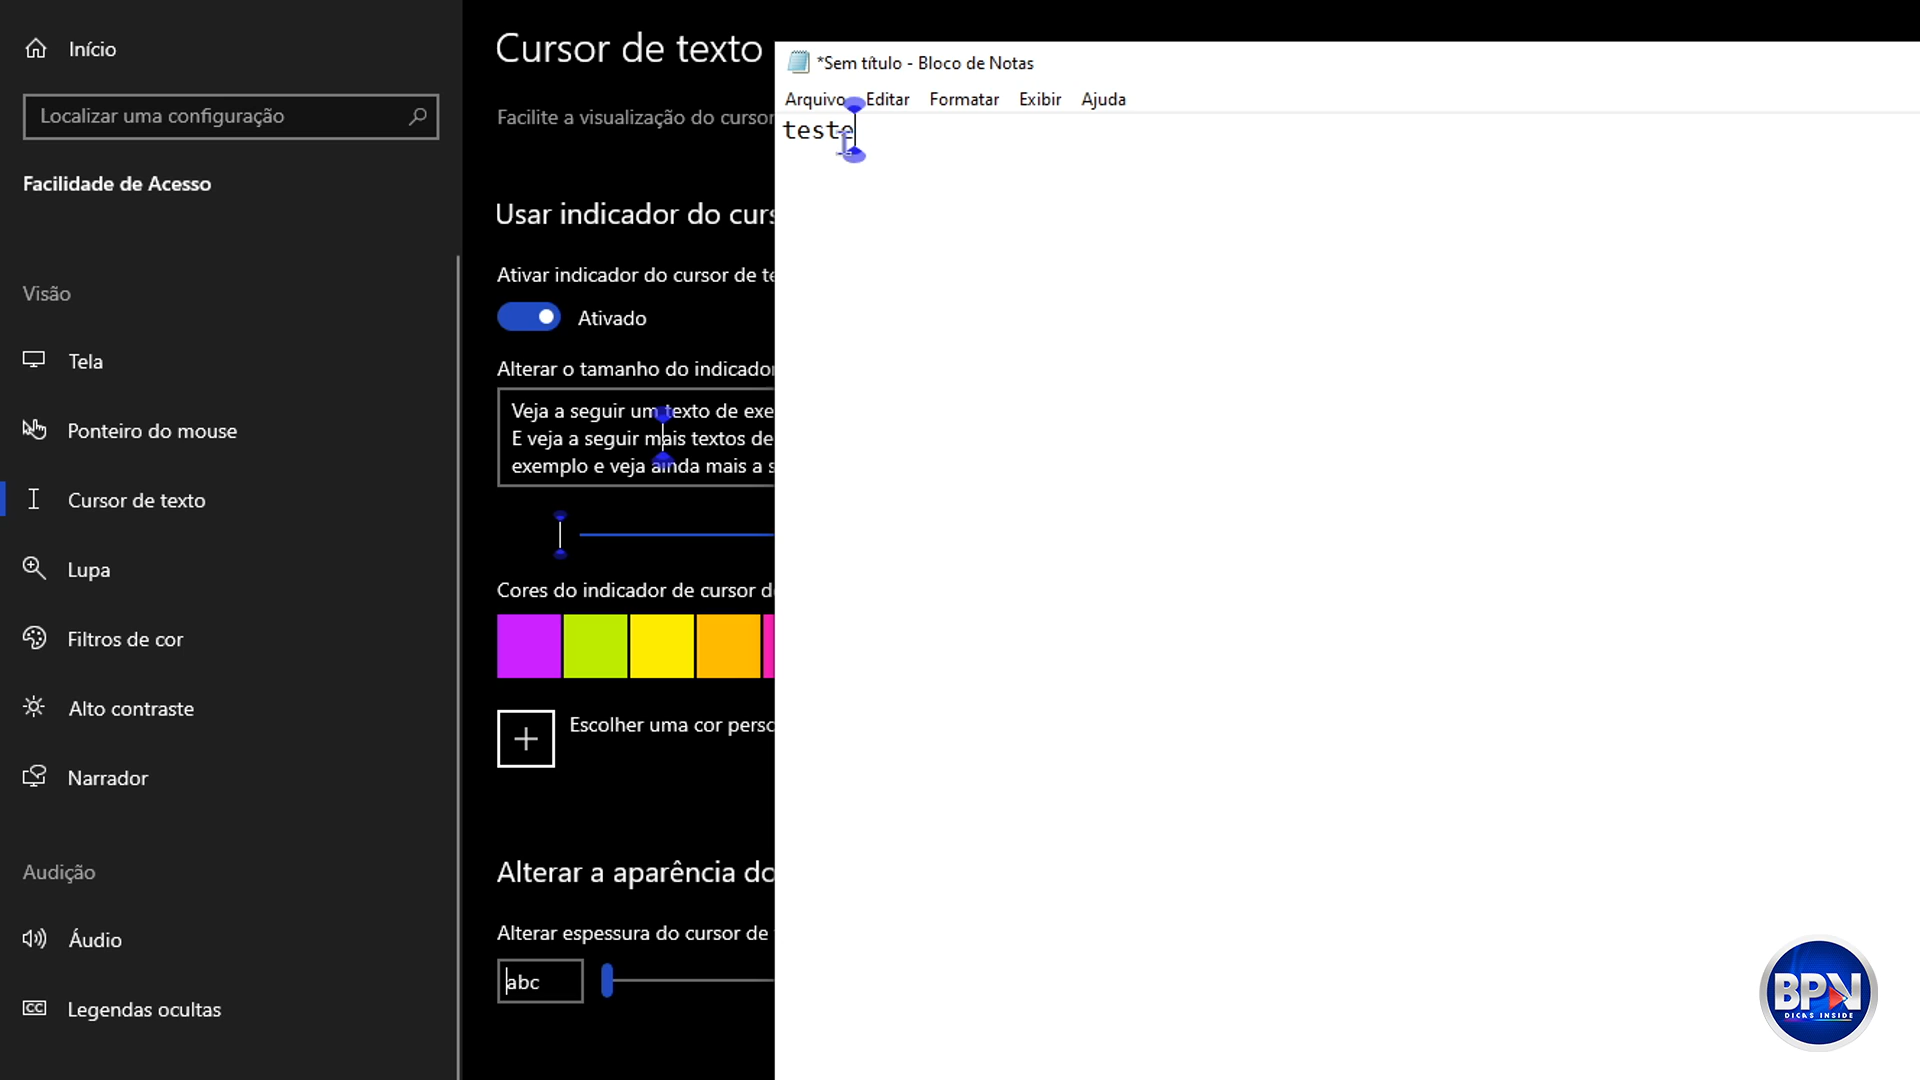 Início
Localizar uma configuração
Facilidade de Acesso
Visão
Tela
Ponteiro do mouse
Cursor de texto
Lupa
Filtros de cor
Alto contraste
Narrador
Audição
Áudio
CC Legendas ocultas
Cursor de texto
Facilite a visualização do cursor
Usar indicador do curs
Ativar indicador do cursor de te
Ativado
Alterar o tamanho do indicador
Veja a seguir um texto de exe
E veja a seguir mais textos de
exemplo e veja ainda mais a s
Cores do indicador de cursor de
Escolher uma cor perso
Alterar a aparência do
Alterar espessura do cursor de
abc
*Sem título - Bloco de Notas
Arquivo Editar Formatar Exibir Ajuda
teste
BPN
DICAS INSIDE